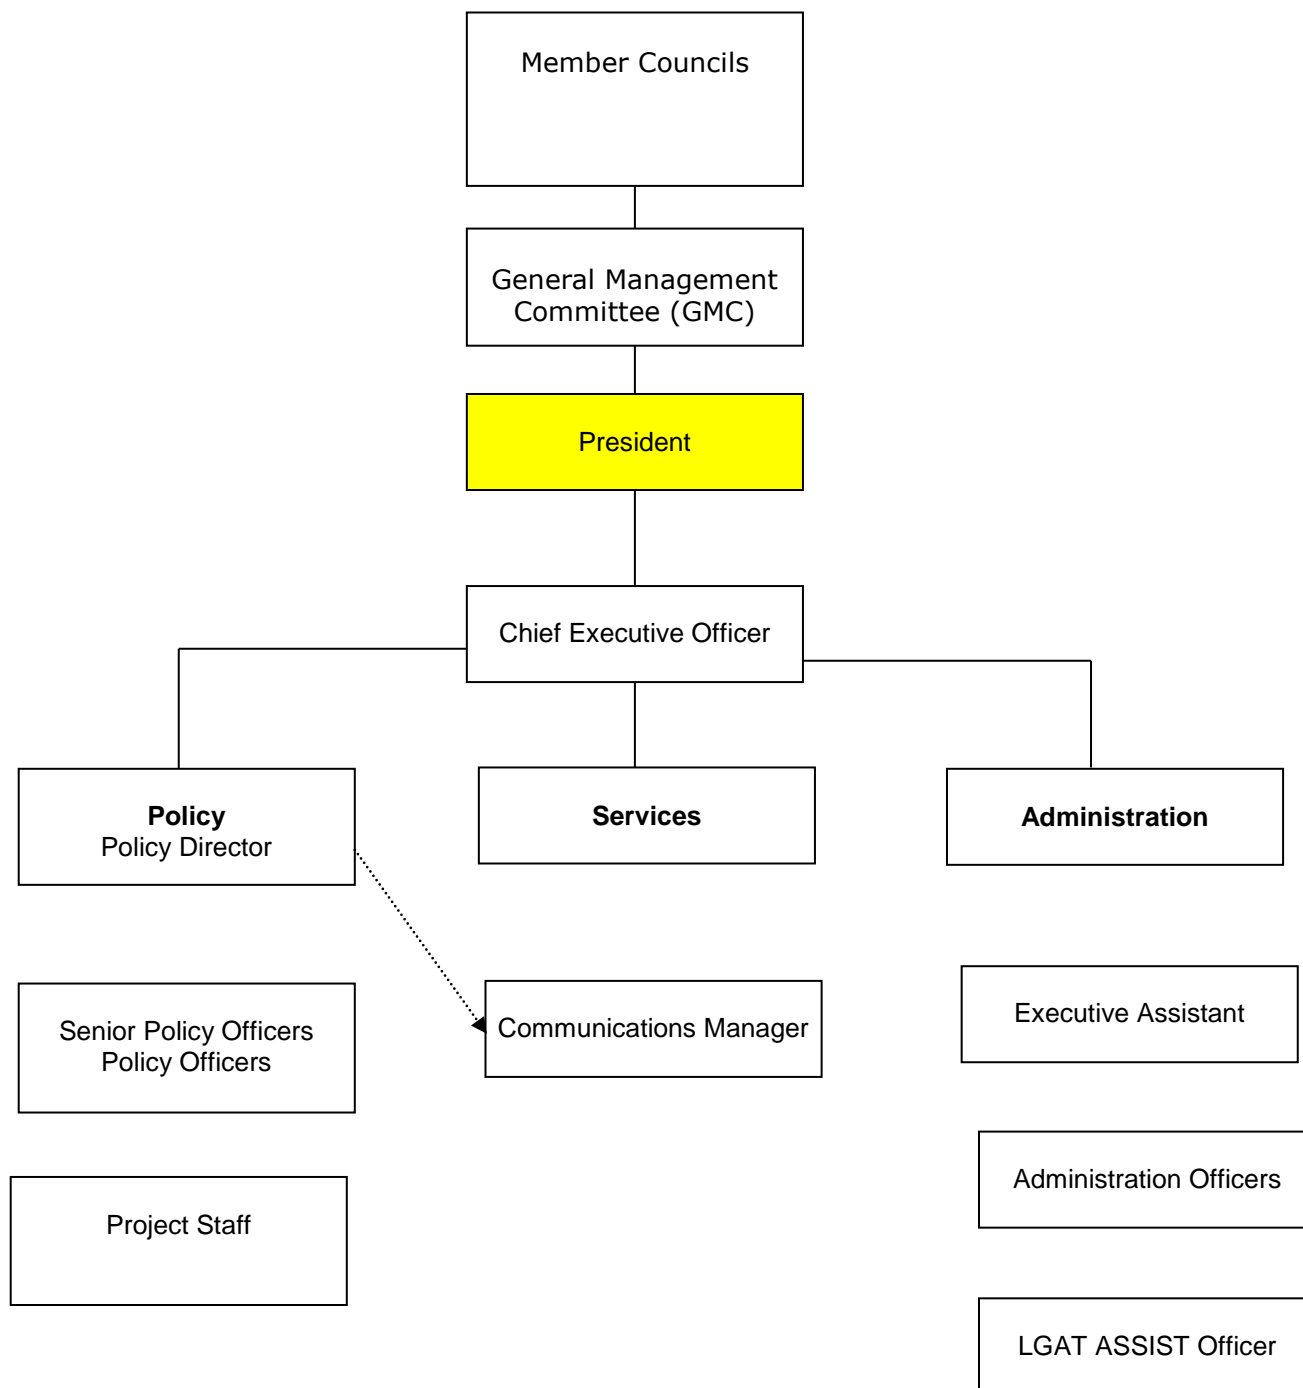 Member Councils
General Management
Committee (GMC)
President
Chief Executive Officer
Policy
Policy Director
Services
Administration
Senior Policy Officers
Policy Officers
Communications Manager
Executive Assistant
Project Staff
Administration Officers
LGAT ASSIST Officer